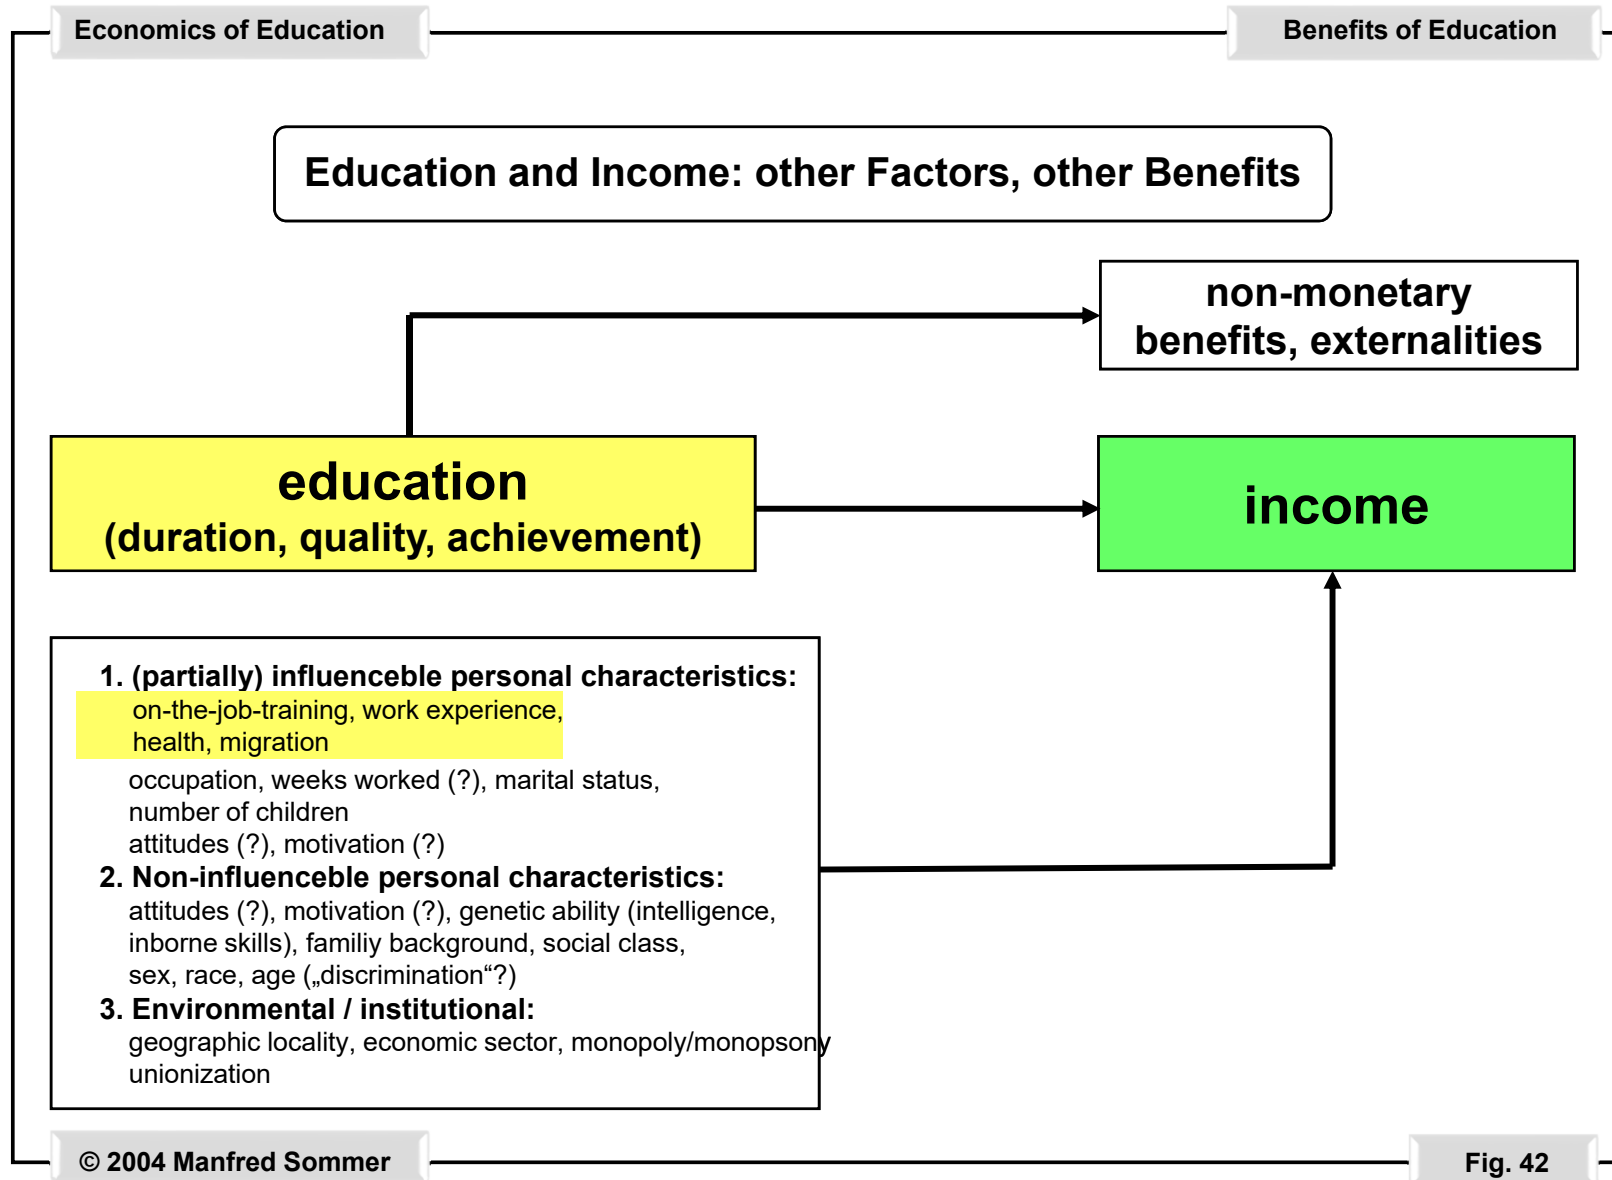 Economics of Education
Benefits of Education
Education and Income: other Factors, other Benefits
non-monetary
benefits, externalities
education
(duration, quality, achievement)
income
1. (partially) influenceble personal characteristics:
on-the-job-training, work experience,
health, migration
occupation, weeks worked (?), marital status,
number of children
attitudes (?), motivation (?)
2. Non-influenceble personal characteristics:
attitudes (?), motivation (?), genetic ability (intelligence,
inborne skills), familiy background, social class,
sex, race, age („discrimination“?)
3. Environmental / institutional:
geographic locality, economic sector, monopoly/monopsony
unionization
© 2004 Manfred Sommer
Fig. 42